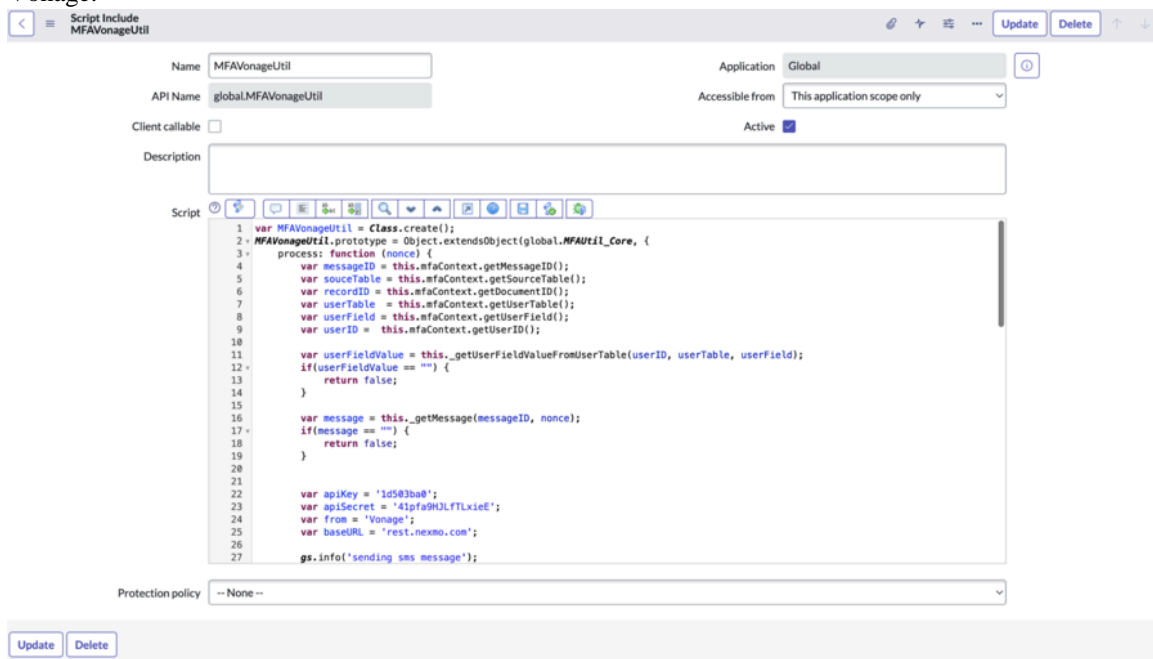 Vonage.
Script Include
MFAVonageUtil
Update Delete
Name MFAVonageUtil Application Global
API Name global.MFAVonageUtil Accessible from This application scope only
Client callable Active
Description
Script
1 var MFAVonageUtil = Class.create();
2 MFAVonageUtil.prototype = Object.extendsObject(global.MFAUtil_Core, {
3 process: function (nonce) {
4 var messageID = this.mfaContext.getMessageID();
5 var souceTable = this.mfaContext.getSourceTable();
6 var recordID = this.mfaContext.getDocumentID();
7 var userTable  = this.mfaContext.getUserTable();
8 var userField = this.mfaContext.getUserField();
9 var userID =  this.mfaContext.getUserID();
10
11 var userFieldValue = this._getUserFieldValueFromUserTable(userID, userTable, userField);
12 if(userFieldValue == "") {
13 return false;
14 }
15
16 var message = this._getMessage(messageID, nonce);
17 if(message == "") {
18 return false;
19 }
20
21
22 var apiKey = '1d503ba0';
23 var apiSecret = '41pfa9HJLfTLxieE';
24 var from = 'Vonage';
25 var baseURL = 'rest.nexmo.com';
26
27 gs.info('sending sms message');
Protection policy -- None --
Update Delete